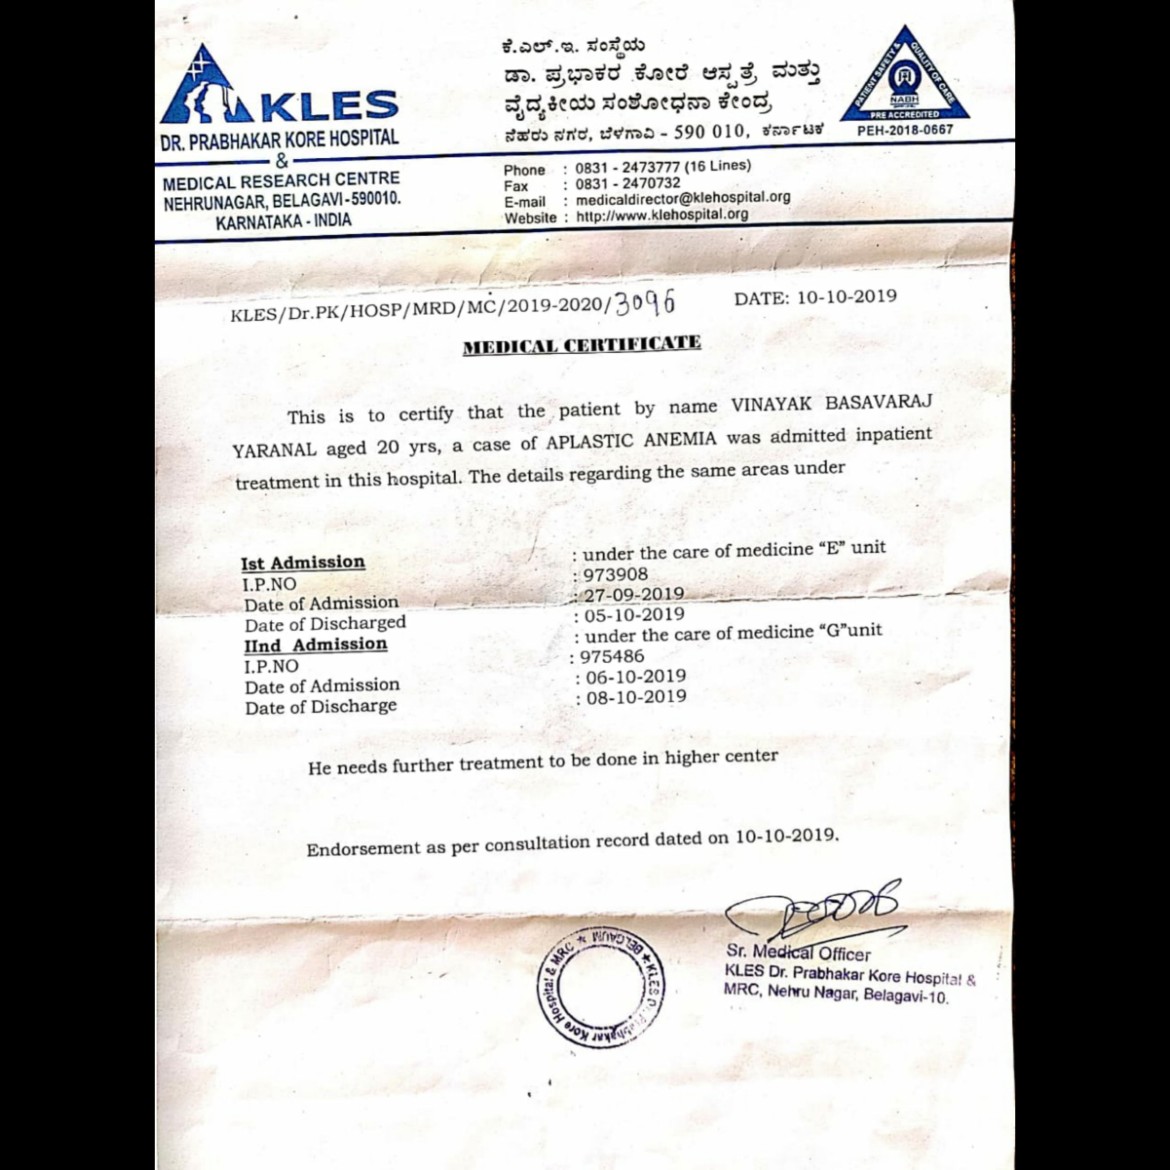 KLES
DR. PRABHAKAR KORE HOSPITAL
&
MEDICAL RESEARCH CENTRE
NEHRUNAGAR, BELAGAVI-590010.
KARNATAKA - INDIA
ಕೆ.ಎಲ್.ಇ. ಸಂಸ್ಥೆಯ
ಡಾ. ಪ್ರಭಾಕರ ಕೋರೆ ಆಸ್ಪತ್ರೆ ಮತ್ತು
ವೈದ್ಯಕೀಯ ಸಂಶೋಧನಾ ಕೇಂದ್ರ
ನೆಹರು ನಗರ, ಬೆಳಗಾವಿ - 590 010, ಕರ್ನಾಟಕ
Phone : 0831 - 2473777 (16 Lines)
Fax : 0831 - 2470732
E-mail : medicaldirector@klehospital.org
Website : http://www.klehospital.org
PATIENT SAFETY & QUALITY OF CARE
NABH
PRE ACCREDITED
PEH-2018-0667
KLES/Dr.PK/HOSP/MRD/MC/2019-2020/3096 DATE: 10-10-2019
MEDICAL CERTIFICATE
This is to certify that the patient by name VINAYAK BASAVARAJ
YARANAL aged 20 yrs, a case of APLASTIC ANEMIA was admitted inpatient
treatment in this hospital. The details regarding the same areas under
Ist Admission : under the care of medicine “E” unit
I.P.NO : 973908
Date of Admission : 27-09-2019
Date of Discharged : 05-10-2019
IInd Admission : under the care of medicine “G”unit
I.P.NO : 975486
Date of Admission : 06-10-2019
Date of Discharge : 08-10-2019
He needs further treatment to be done in higher center
Endorsement as per consultation record dated on 10-10-2019.
Sr. Medical Officer
KLES Dr. Prabhakar Kore Hospital &
MRC, Nehru Nagar, Belagavi-10.
★ KLES Dr. Prabhakar Kore Hospital & MRC ★ BELGAUM